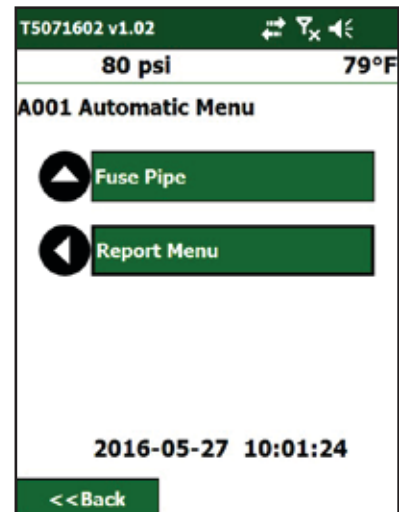 T5071602 v1.02
80 psi 79°F
A001 Automatic Menu
Fuse Pipe
Report Menu
2016-05-27 10:01:24
<<Back